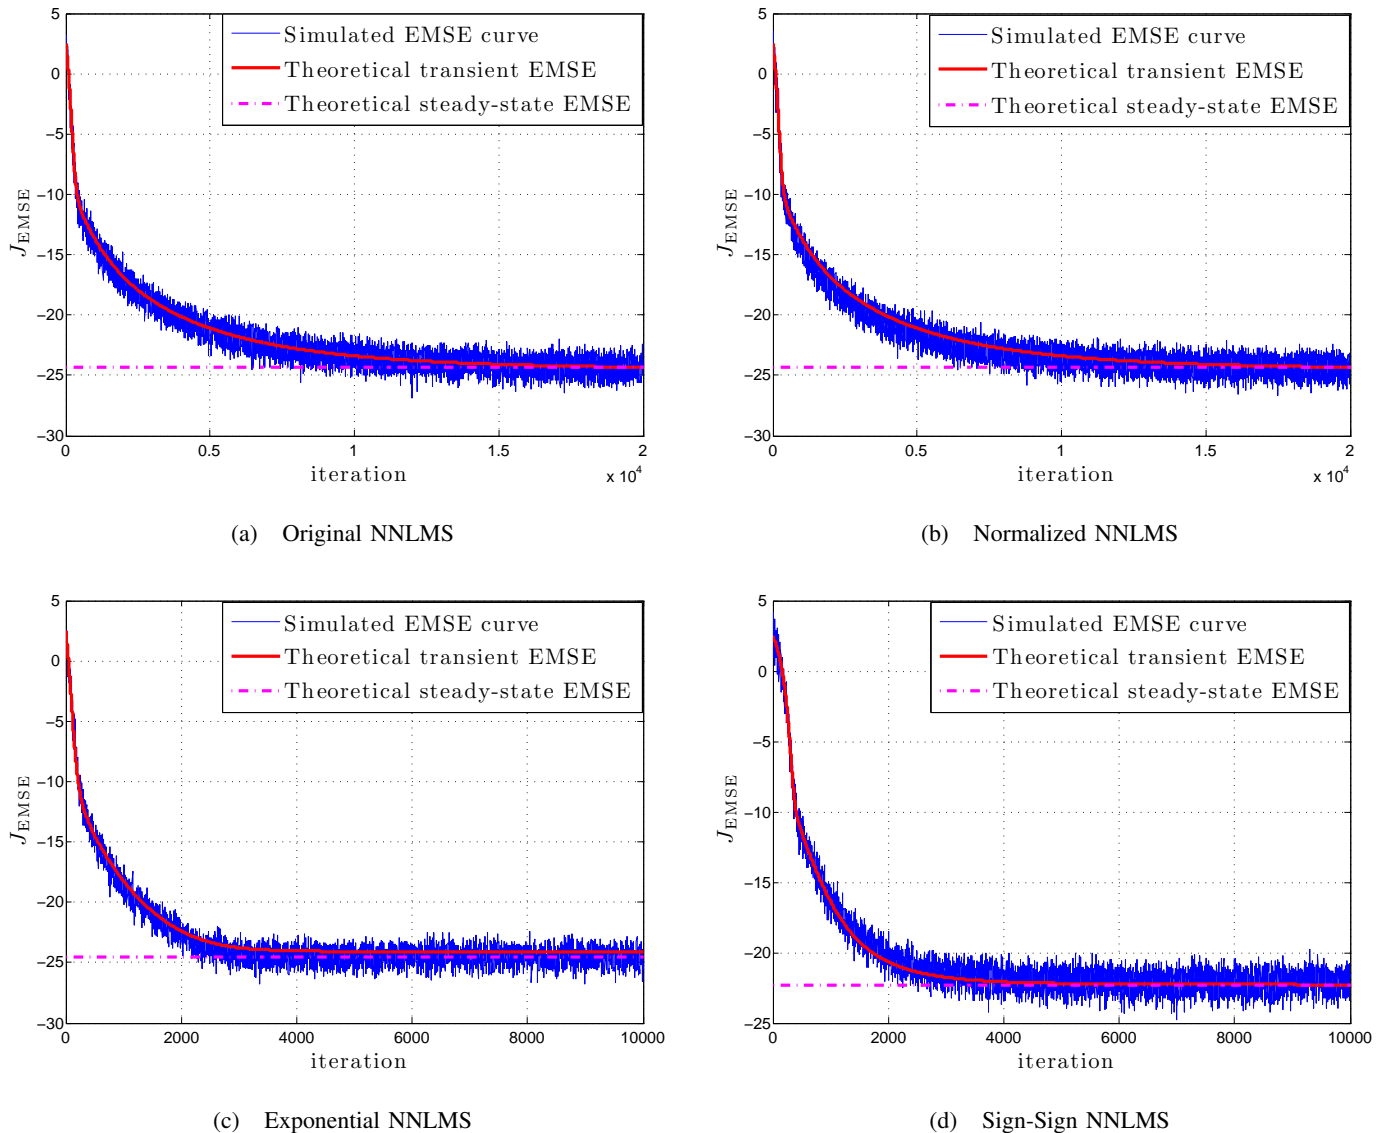 5
0
−5
−10
−15
−20
−25
−30
J_EMSE
Simulated EMSE curve
Theoretical transient EMSE
Theoretical steady-state EMSE
0
0.5
1
1.5
2
x 10^4
iteration
(a) Original NNLMS
5
0
−5
−10
−15
−20
−25
−30
J_EMSE
Simulated EMSE curve
Theoretical transient EMSE
Theoretical steady-state EMSE
0
0.5
1
1.5
2
x 10^4
iteration
(b) Normalized NNLMS
5
0
−5
−10
−15
−20
−25
−30
J_EMSE
Simulated EMSE curve
Theoretical transient EMSE
Theoretical steady-state EMSE
0
2000
4000
6000
8000
10000
iteration
(c) Exponential NNLMS
5
0
−5
−10
−15
−20
−25
J_EMSE
Simulated EMSE curve
Theoretical transient EMSE
Theoretical steady-state EMSE
0
2000
4000
6000
8000
10000
iteration
(d) Sign-Sign NNLMS